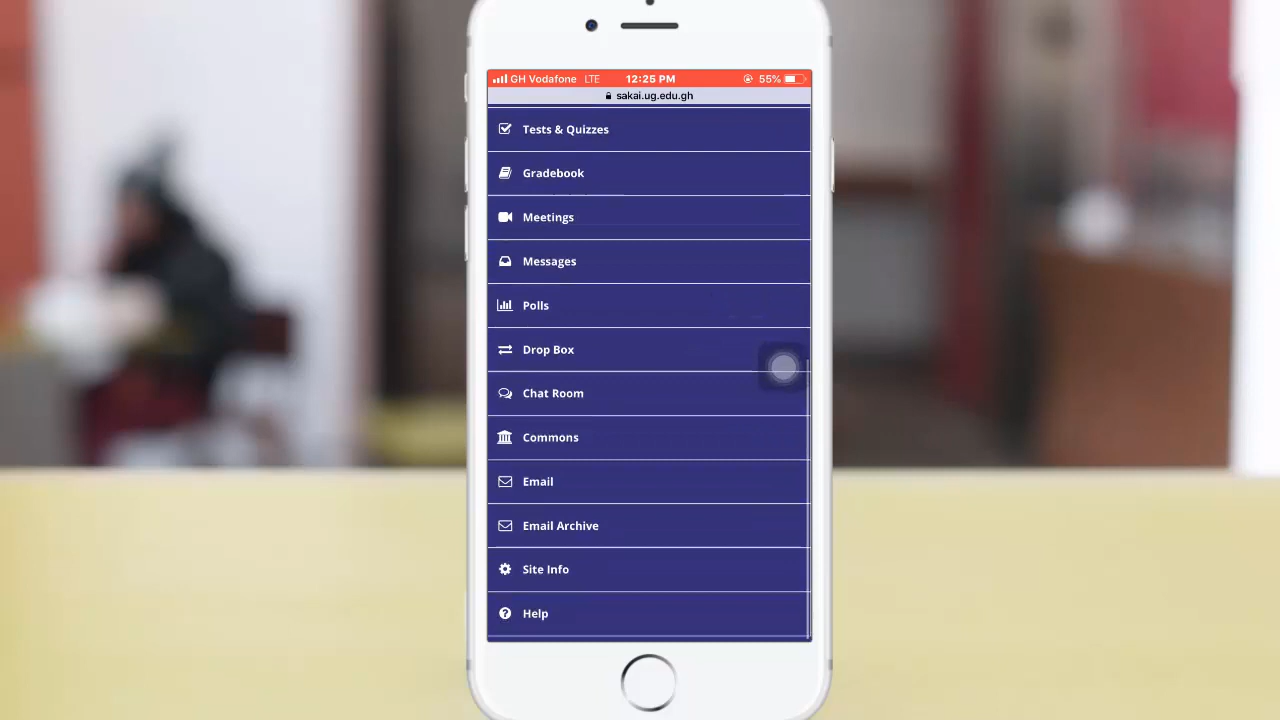 GH Vodafone LTE 12:25 PM 55%
sakai.ug.edu.gh
Tests & Quizzes
Gradebook
Meetings
Messages
Polls
Drop Box
Chat Room
Commons
Email
Email Archive
Site Info
Help